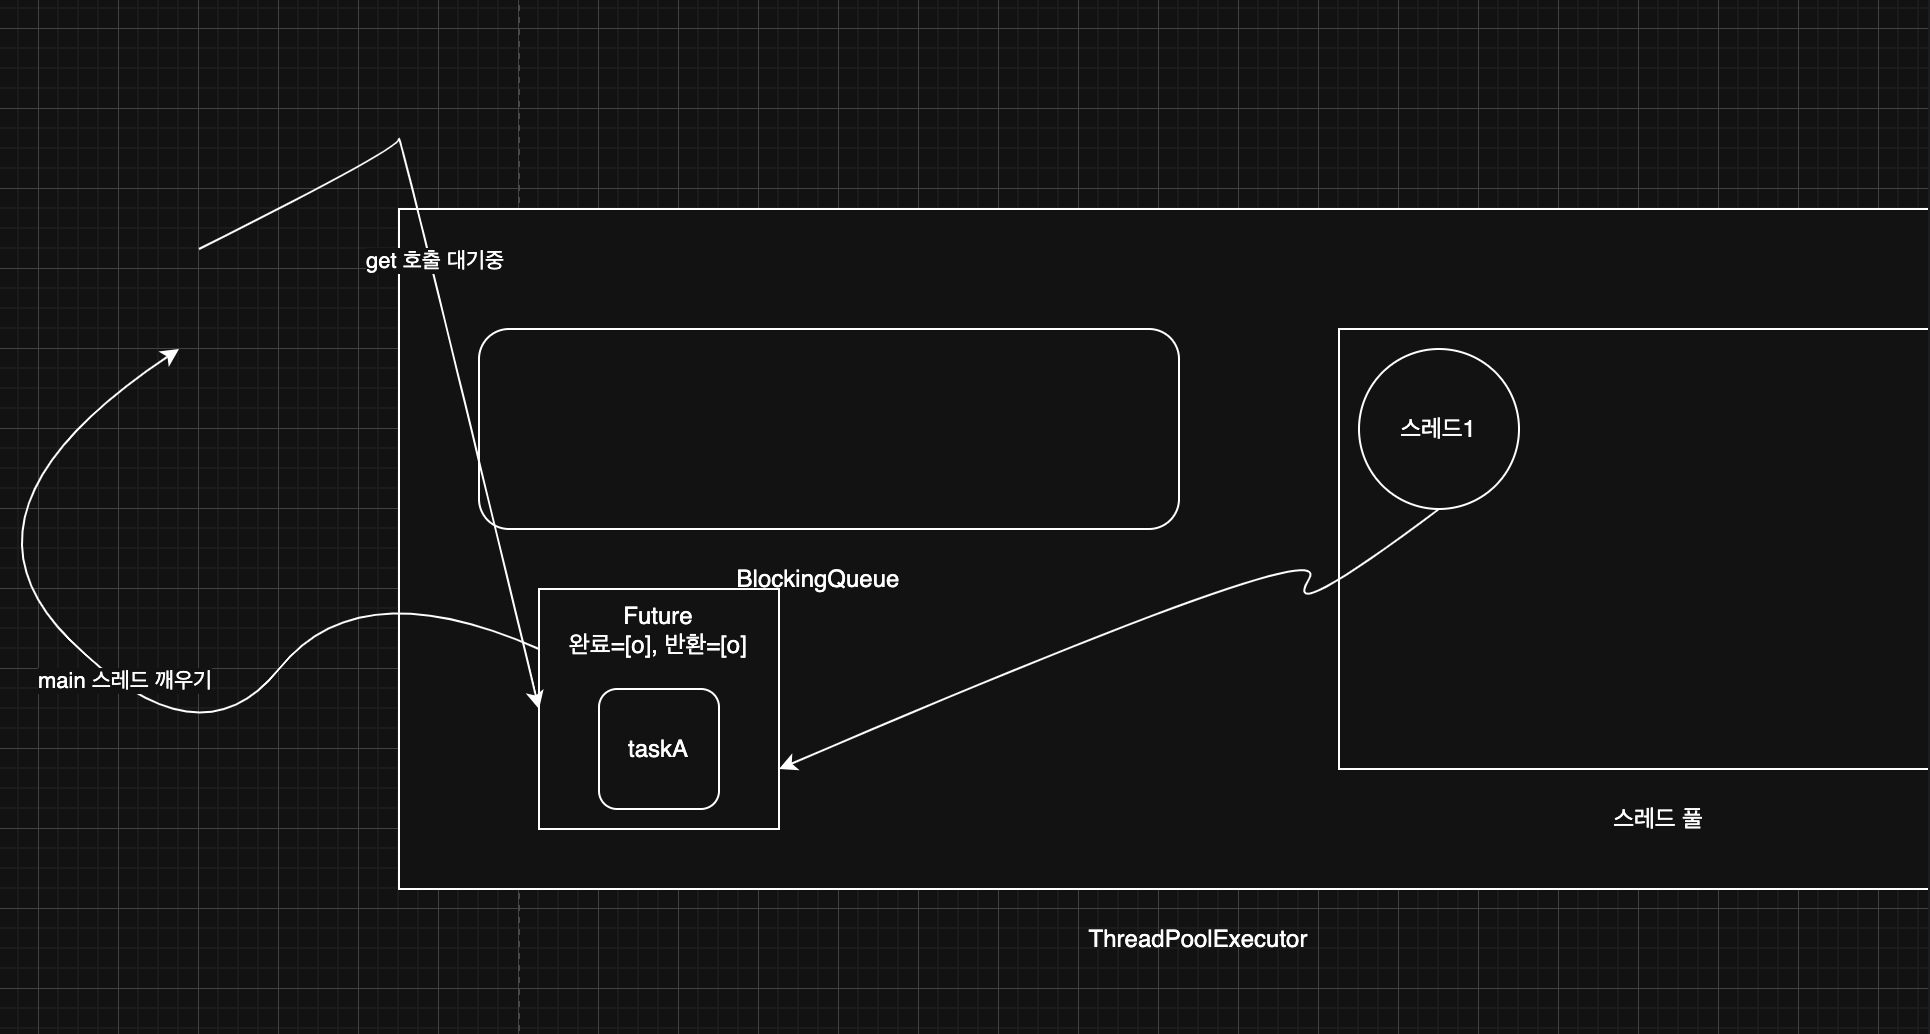 get 호출 대기중
스레드1
BlockingQueue
Future
완료=[o], 반환=[o]
main 스레드 깨우기
taskA
스레드 풀
ThreadPoolExecutor